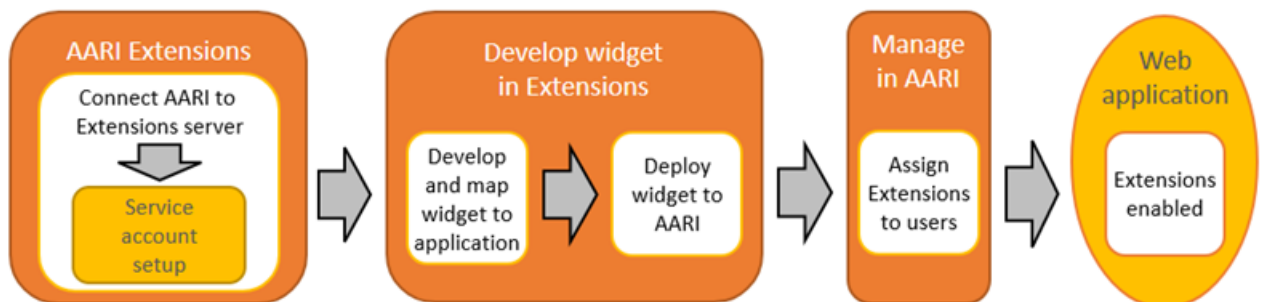 AARI Extensions
Connect AARI to
Extensions server
Service
account
setup
Develop widget
in Extensions
Develop
and map
widget to
application
Deploy
widget to
AARI
Manage
in AARI
Assign
Extensions
to users
Web
application
Extensions
enabled